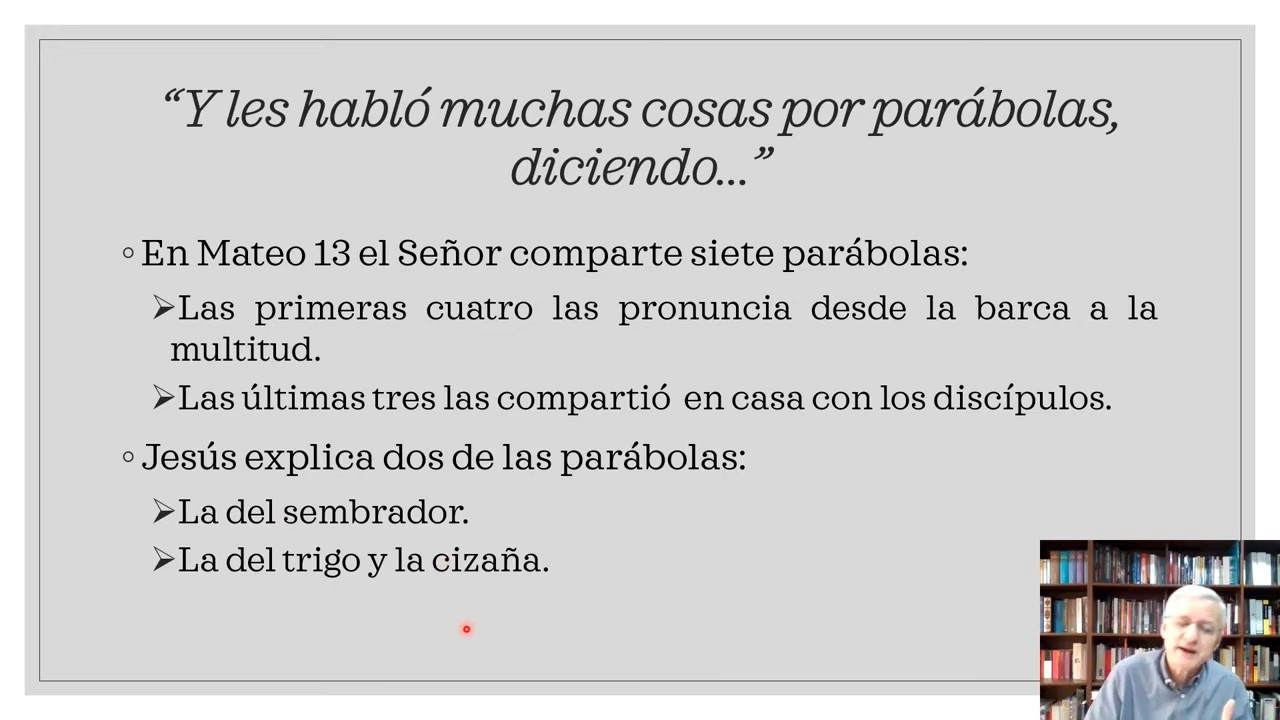 “Y les habló muchas cosas por parábolas,
diciendo...”
◦En Mateo 13 el Señor comparte siete parábolas:
➢Las primeras cuatro las pronuncia desde la barca a la
multitud.
➢Las últimas tres las compartió en casa con los discípulos.
◦Jesús explica dos de las parábolas:
➢La del sembrador.
➢La del trigo y la cizaña.